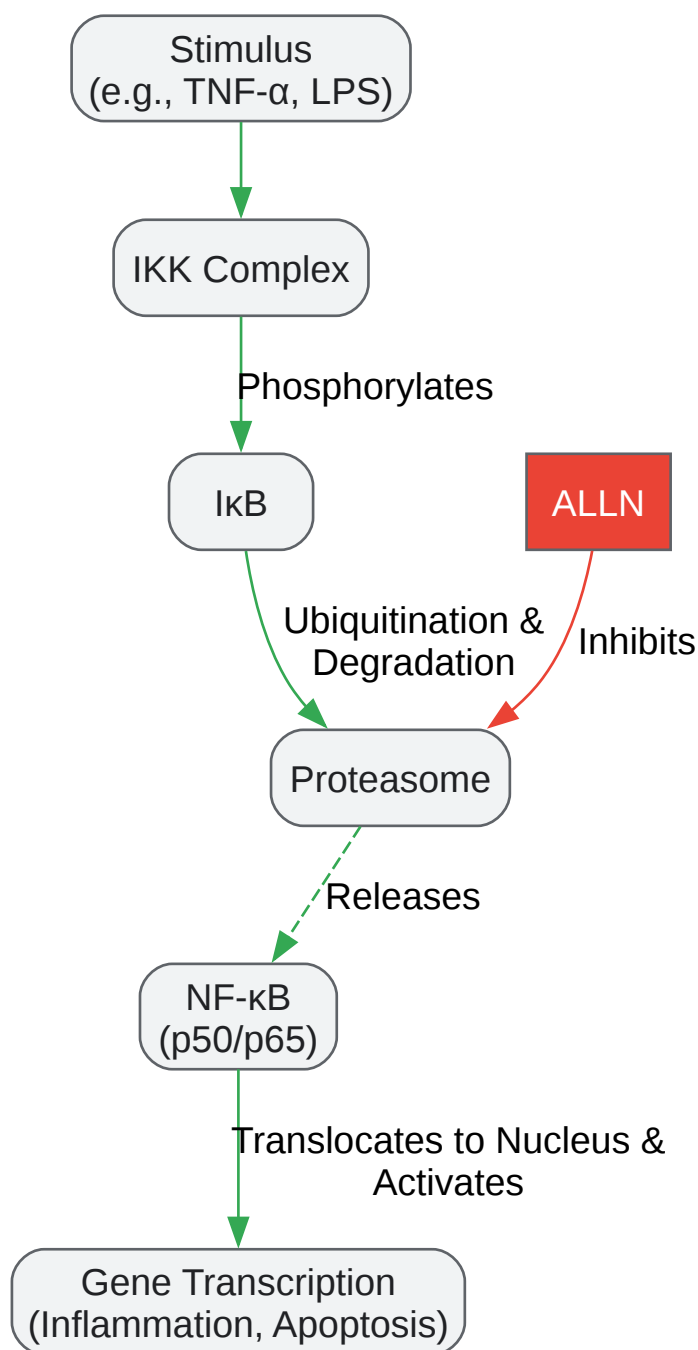 Stimulus
(e.g., TNF-α, LPS)
IKK Complex
Phosphorylates
IκB
ALLN
Ubiquitination &
Degradation
Inhibits
Proteasome
Releases
NF-κB
(p50/p65)
Translocates to Nucleus &
Activates
Gene Transcription
(Inflammation, Apoptosis)